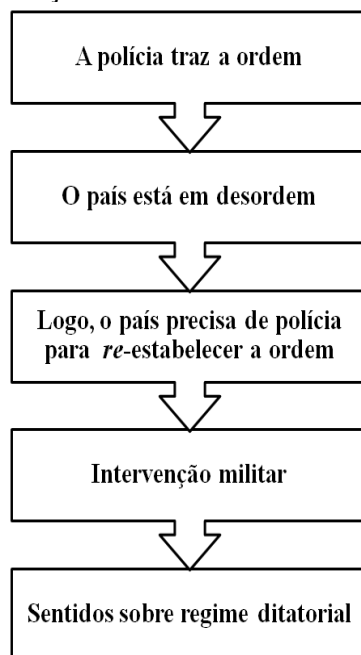 A polícia traz a ordem
O país está em desordem
Logo, o país precisa de polícia
para re-estabelecer a ordem
Intervenção militar
Sentidos sobre regime ditatorial